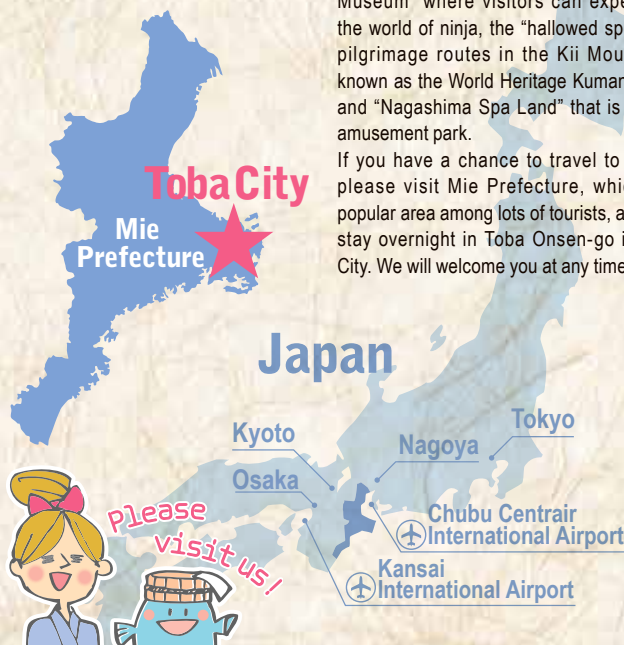 Museum" where visitors can expe
the world of ninja, the "hallowed sp
pilgrimage routes in the Kii Mou
known as the World Heritage Kuman
and "Nagashima Spa Land" that is
amusement park.
If you have a chance to travel to
please visit Mie Prefecture, whic
popular area among lots of tourists, a
stay overnight in Toba Onsen-go i
City. We will welcome you at any time
Toba City
Mie
Prefecture
Japan
Kyoto
Nagoya
Tokyo
Osaka
Chubu Centrair
International Airport
Kansai
International Airport
Please
visit us!